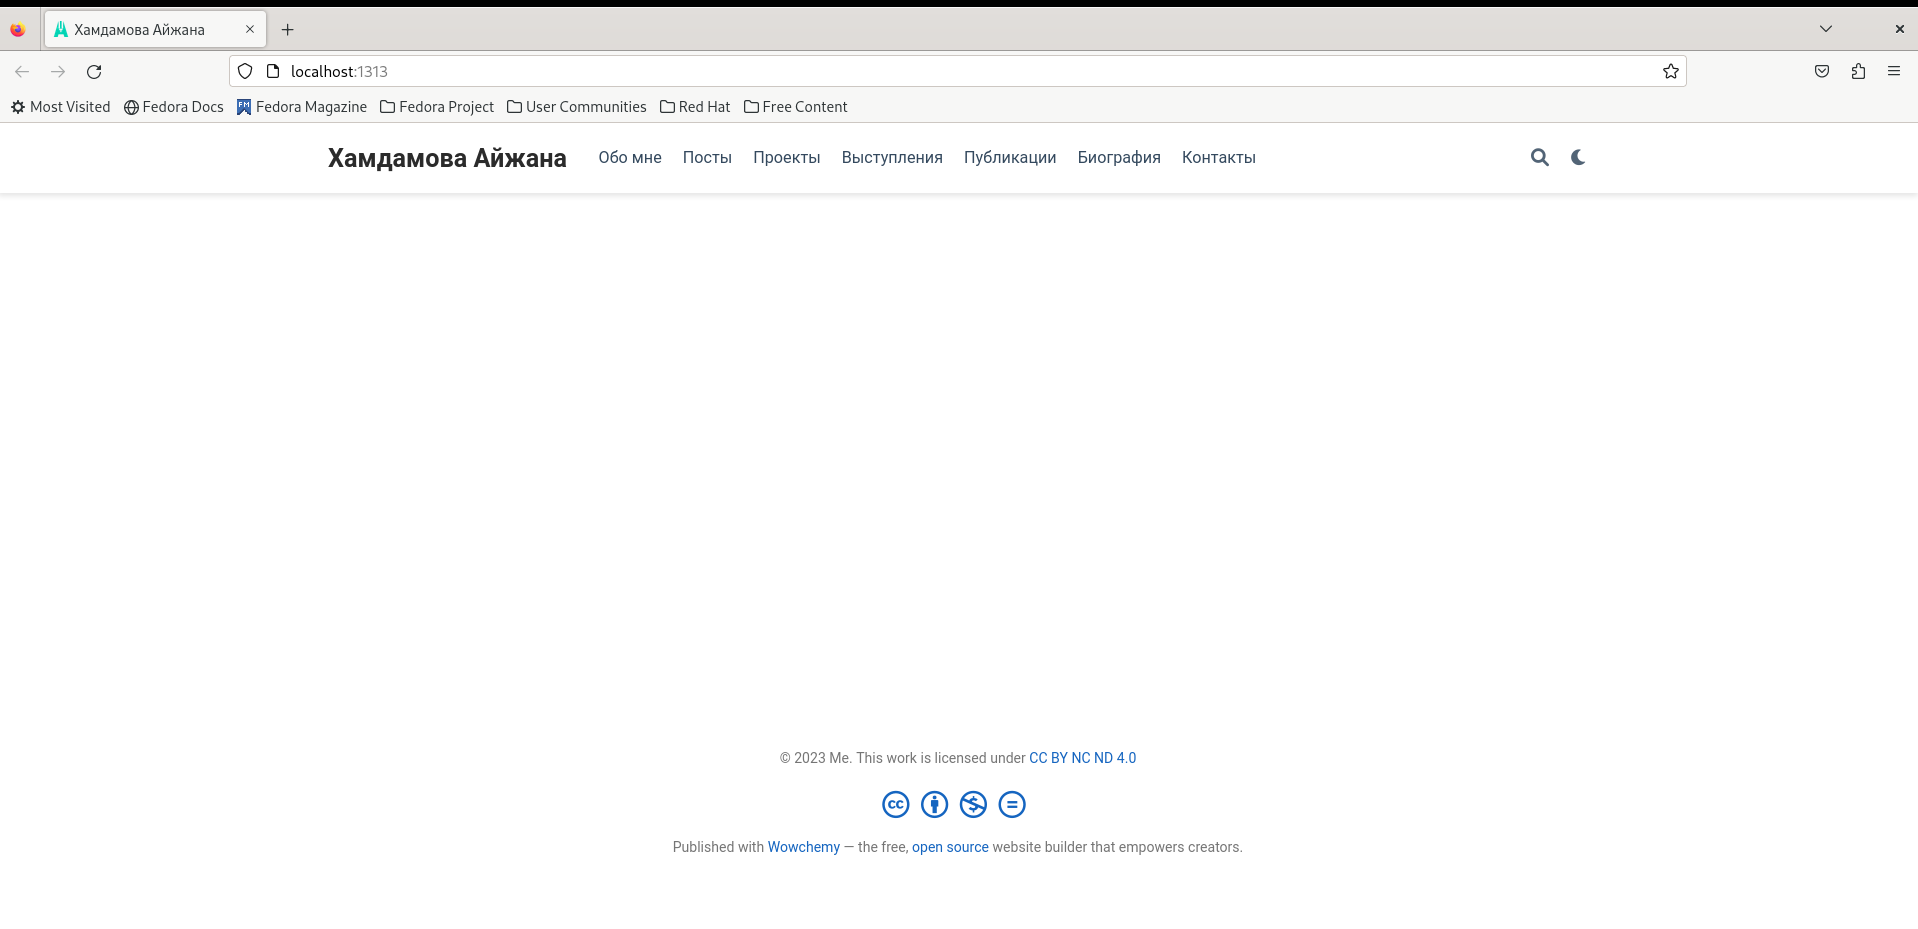 Хамдамова Айжана
localhost:1313
Most Visited Fedora Docs FM Fedora Magazine Fedora Project User Communities Red Hat Free Content
Хамдамова Айжана Обо мне Посты Проекты Выступления Публикации Биография Контакты
© 2023 Me. This work is licensed under CC BY NC ND 4.0
cc
Published with Wowchemy — the free, open source website builder that empowers creators.